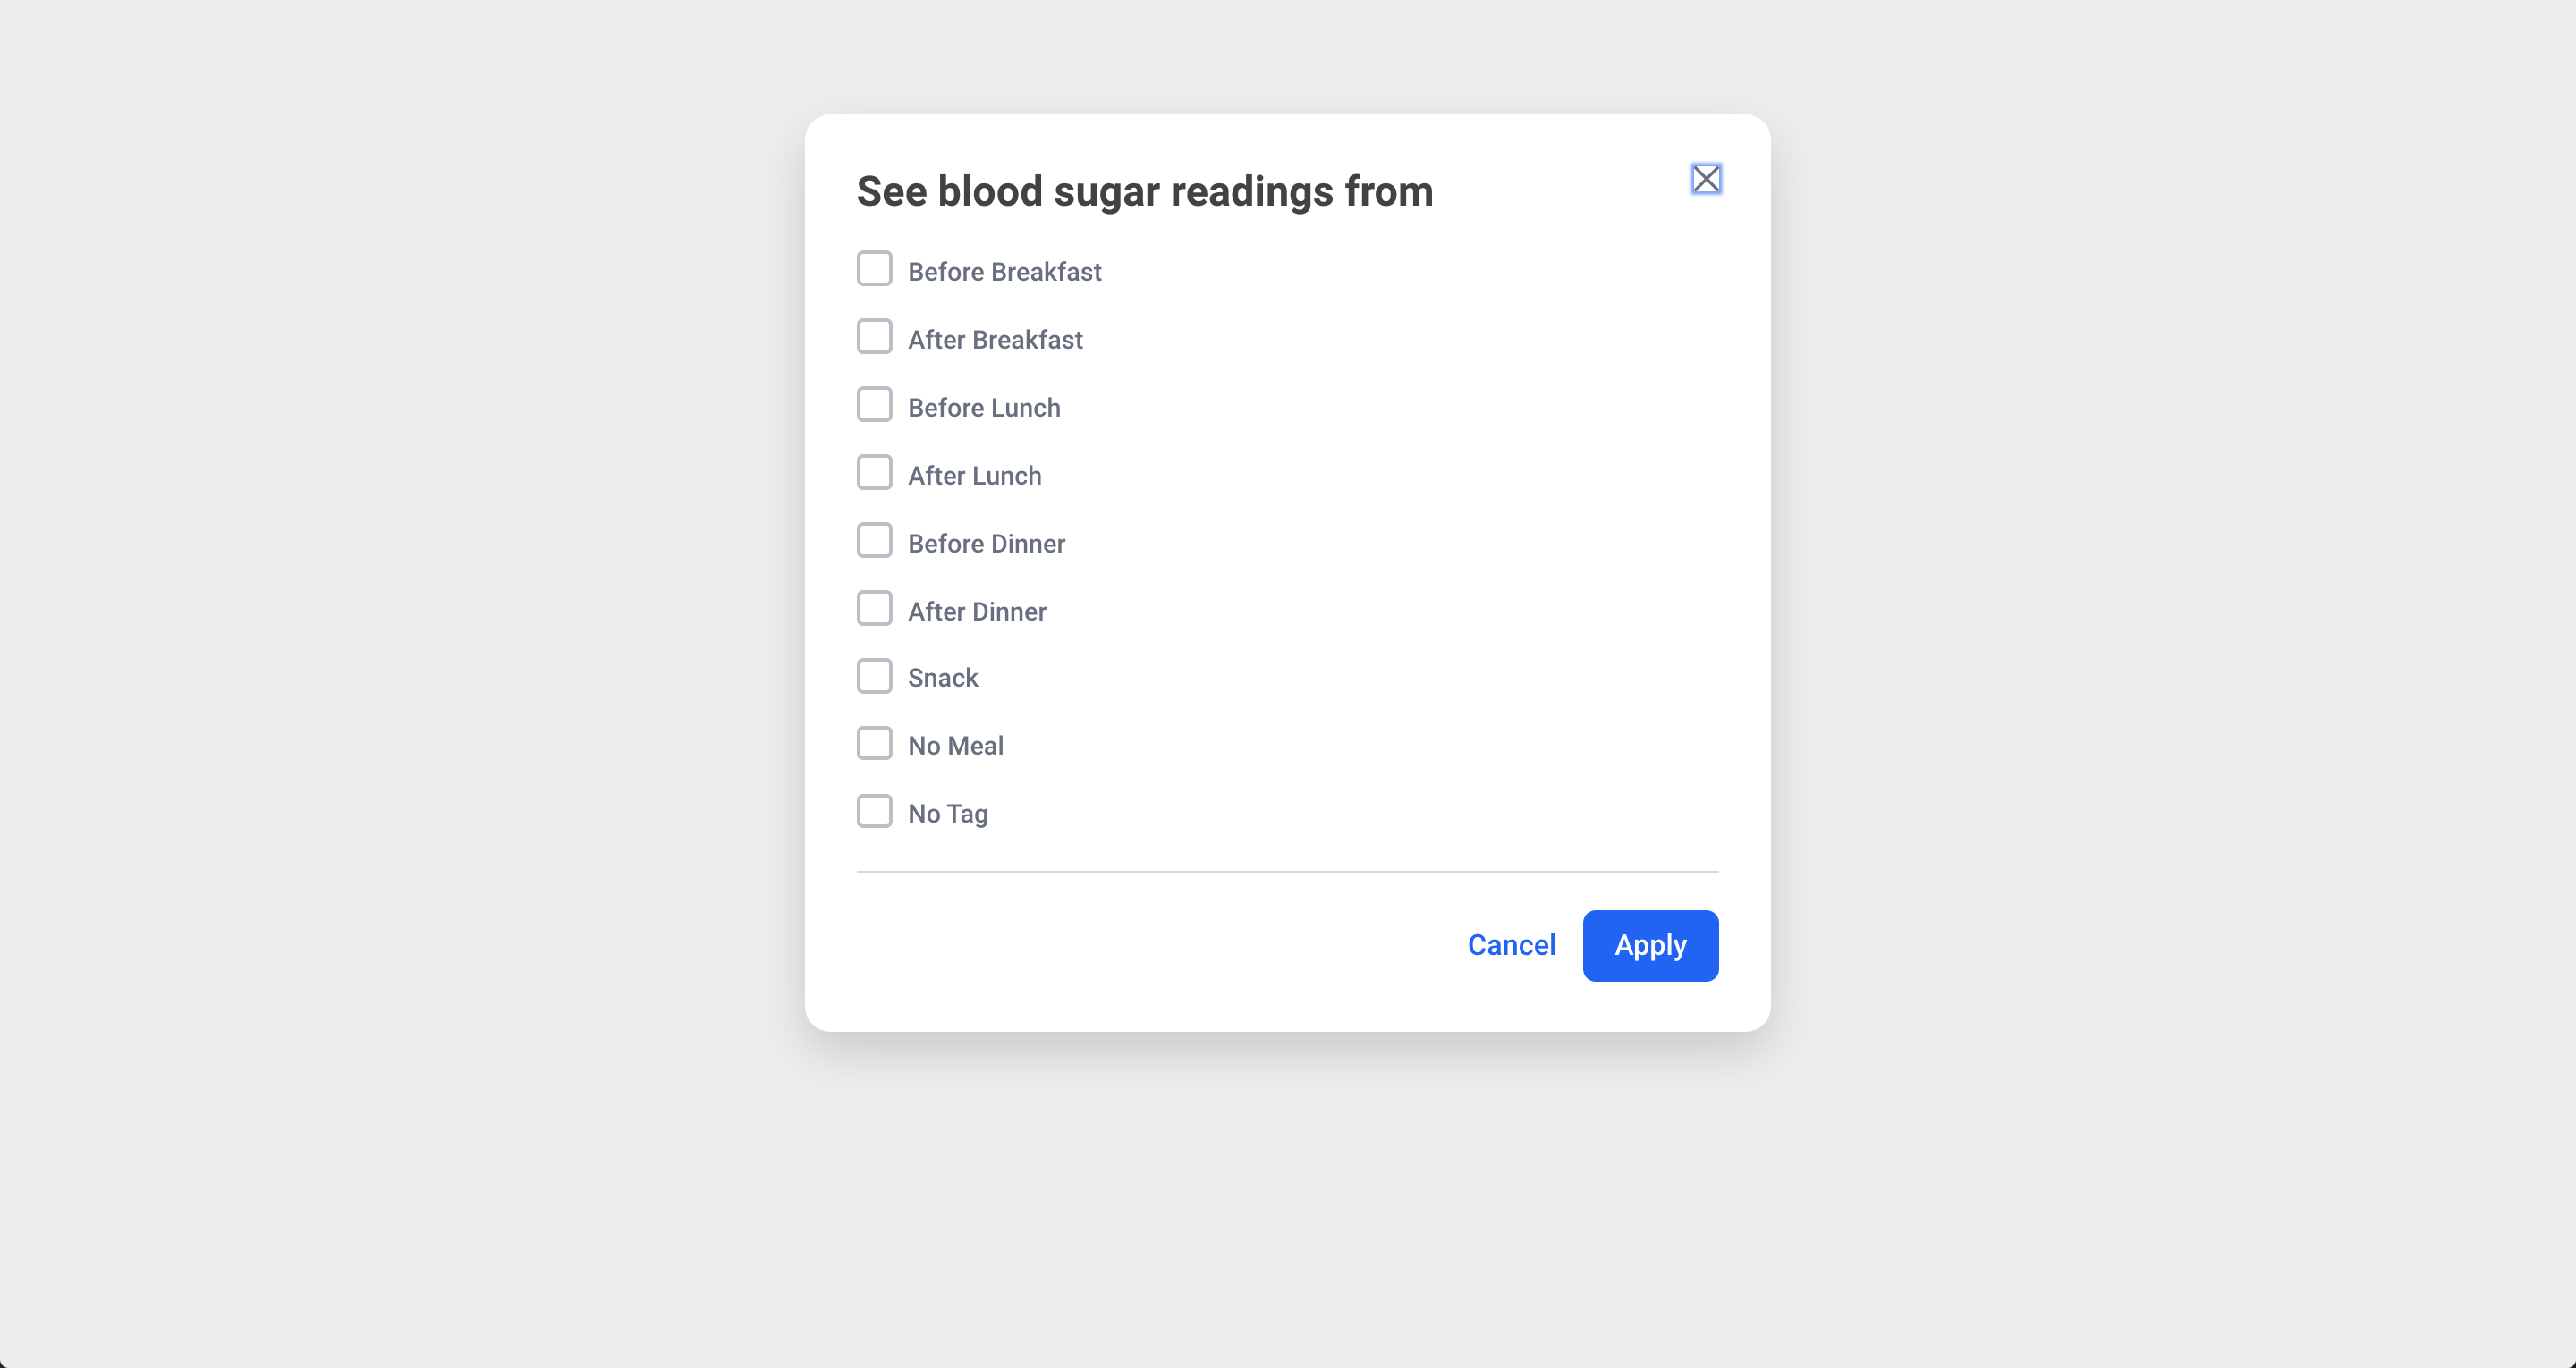 See blood sugar readings from
Before Breakfast
After Breakfast
Before Lunch
After Lunch
Before Dinner
After Dinner
Snack
No Meal
No Tag
Cancel Apply